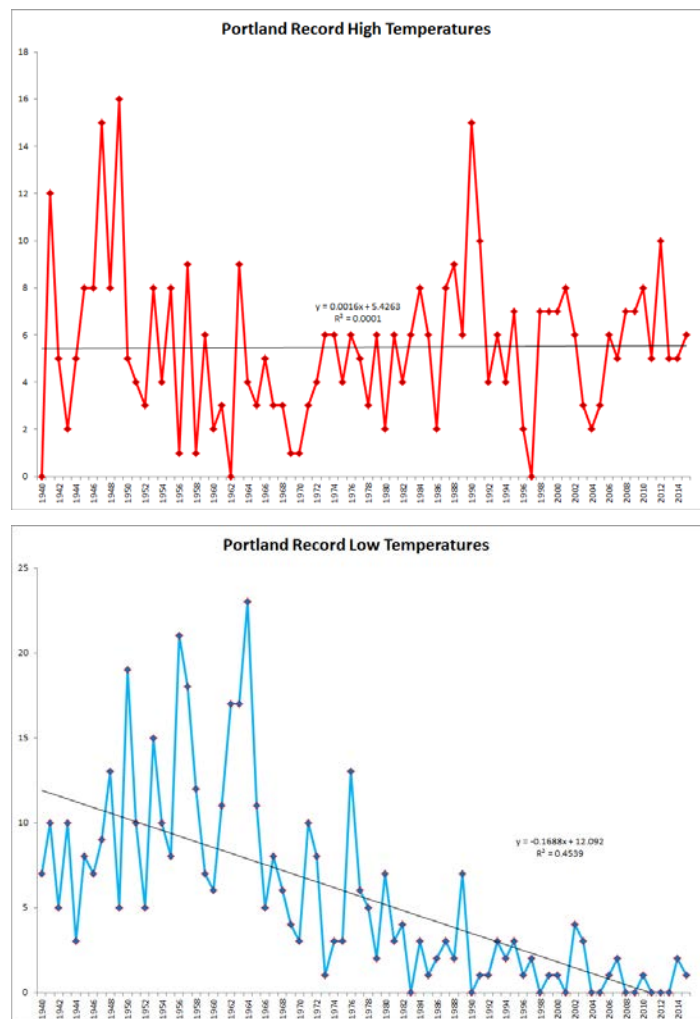 Portland Record High Temperatures
18
16
14
12
10
8
6
4
2
0
y = 0.0016x + 5.4263
R² = 0.0001
1940 1942 1944 1946 1948 1950 1952 1954 1956 1958 1960 1962 1964 1966 1968 1970 1972 1974 1976 1978 1980 1982 1984 1986 1988 1990 1992 1994 1996 1998 2000 2002 2004 2006 2008 2010 2012 2014
Portland Record Low Temperatures
25
20
15
10
5
0
y = -0.1688x + 12.092
R² = 0.4539
1940 1942 1944 1946 1948 1950 1952 1954 1956 1958 1960 1962 1964 1966 1968 1970 1972 1974 1976 1978 1980 1982 1984 1986 1988 1990 1992 1994 1996 1998 2000 2002 2004 2006 2008 2010 2012 2014